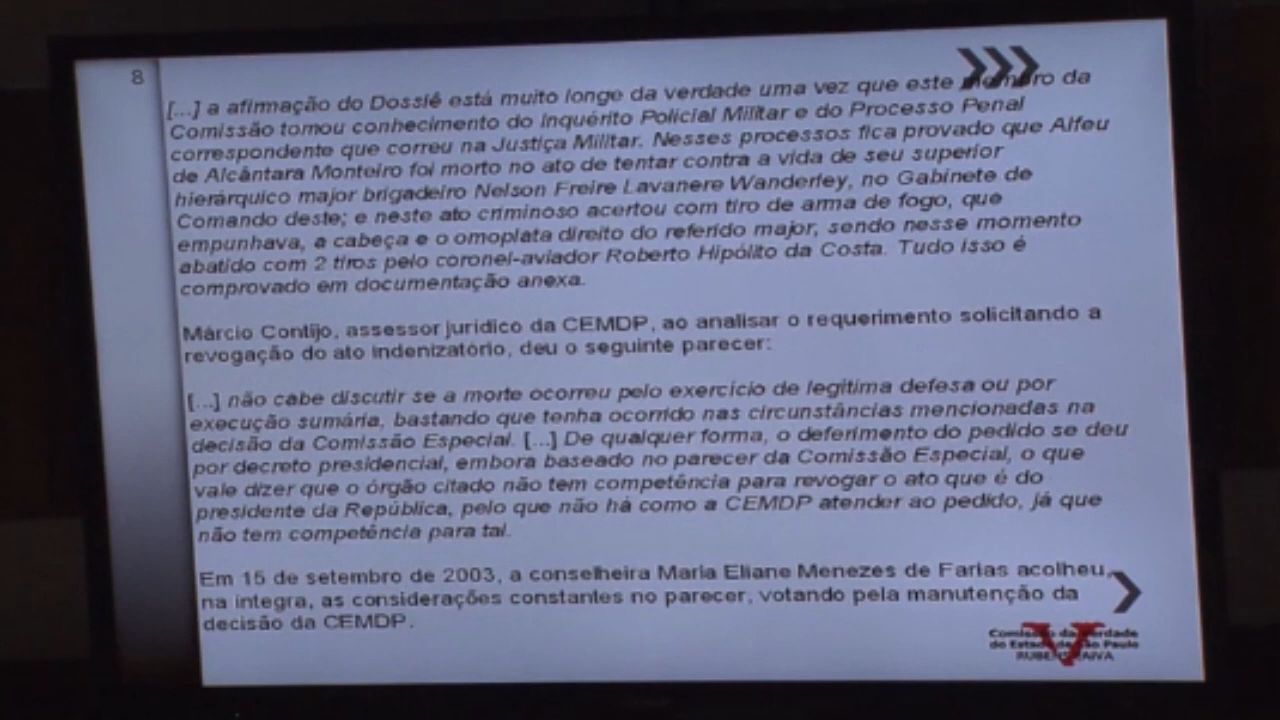 8
[...] a afirmação do Dossiê está muito longe da verdade uma vez que este membro da
Comissão tomou conhecimento do Inquérito Policial Militar e do Processo Penal
correspondente que correu na Justiça Militar. Nesses processos fica provado que Alfeu
de Alcântara Monteiro foi morto no ato de tentar contra a vida de seu superior
hierárquico major brigadeiro Nelson Freire Lavanere Wanderley, no Gabinete de
Comando deste; e neste ato criminoso acertou com tiro de arma de fogo, que
empunhava, a cabeça e o omoplata direito do referido major, sendo nesse momento
abatido com 2 tiros pelo coronel-aviador Roberto Hipólito da Costa. Tudo isso é
comprovado em documentação anexa.
Márcio Contijo, assessor jurídico da CEMDP, ao analisar o requerimento solicitando a
revogação do ato indenizatório, deu o seguinte parecer:
[...] não cabe discutir se a morte ocorreu pelo exercício de legítima defesa ou por
execução sumária, bastando que tenha ocorrido nas circunstâncias mencionadas na
decisão da Comissão Especial. [...] De qualquer forma, o deferimento do pedido se deu
por decreto presidencial, embora baseado no parecer da Comissão Especial, o que
vale dizer que o órgão citado não tem competência para revogar o ato que é do
presidente da República, pelo que não há como a CEMDP atender ao pedido, já que
não tem competência para tal.
Em 15 de setembro de 2003, a conselheira Maria Eliane Menezes de Farias acolheu,
na íntegra, as considerações constantes no parecer, votando pela manutenção da
decisão da CEMDP.
Comissão da Verdade
do Estado de São Paulo
RUBENS PAIVA